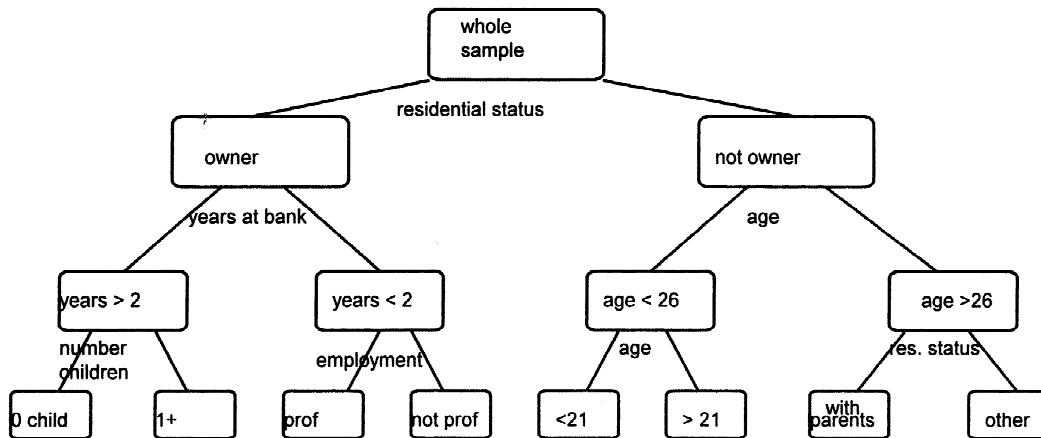 whole
sample
residential status
owner
not owner
years at bank
age
years > 2
years < 2
age < 26
age >26
number
children
employment
age
res. status
0 child
1+
prof
not prof
<21
> 21
with
parents
other